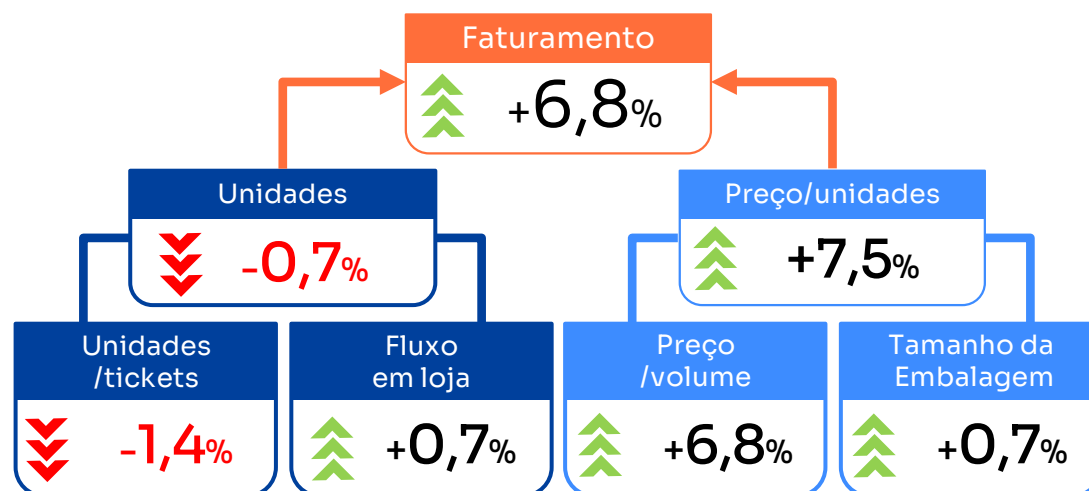 Faturamento
+6,8%
Unidades
-0,7%
Preço/unidades
+7,5%
Unidades
/tickets
-1,4%
Fluxo
em loja
+0,7%
Preço
/volume
+6,8%
Tamanho da
Embalagem
+0,7%